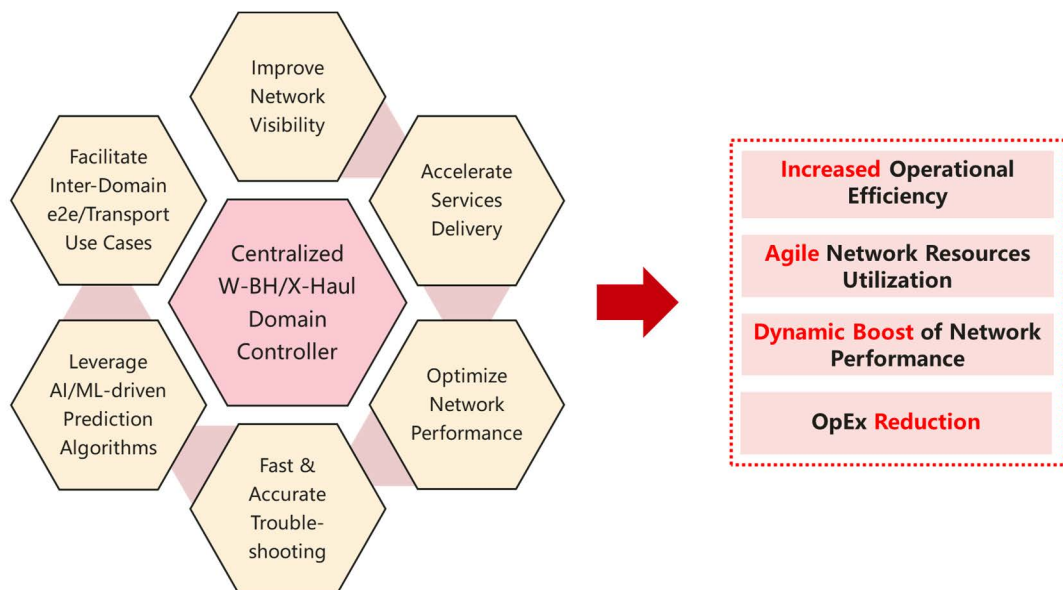 Improve
Network
Visibility
Facilitate
Inter-Domain
e2e/Transport
Use Cases
Accelerate
Services
Delivery
Centralized
W-BH/X-Haul
Domain
Controller
Leverage
AI/ML-driven
Prediction
Algorithms
Optimize
Network
Performance
Fast &
Accurate
Trouble-
shooting
Increased Operational
Efficiency
Agile Network Resources
Utilization
Dynamic Boost of Network
Performance
OpEx Reduction